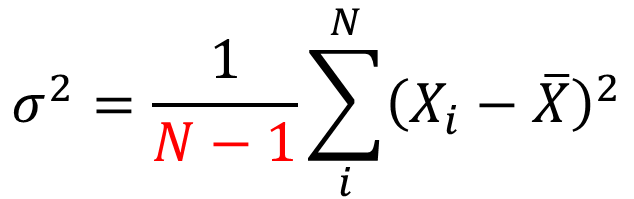 σ² = 1/(N − 1) ∑ᵢᴺ (Xᵢ − X̄)²